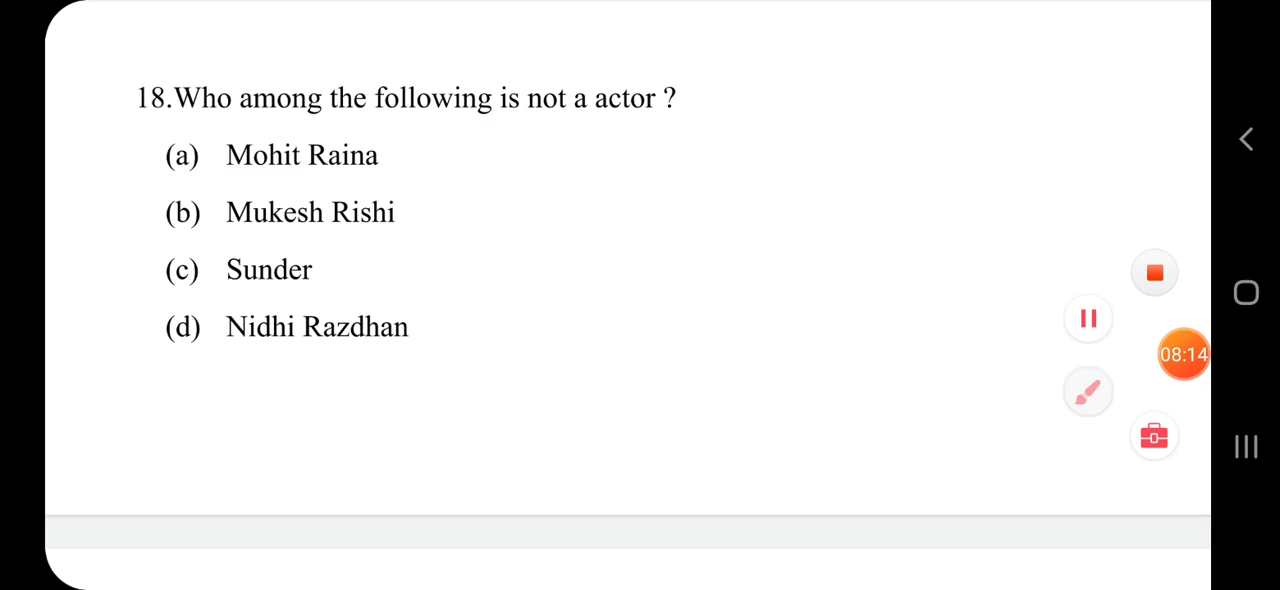 18.Who among the following is not a actor ?
(a) Mohit Raina
(b) Mukesh Rishi
(c) Sunder
(d) Nidhi Razdhan
08:14